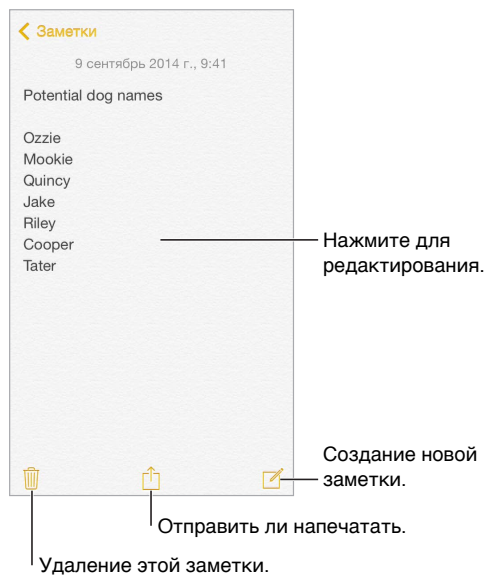 Заметки
9 сентябрь 2014 г., 9:41
Potential dog names
Ozzie
Mookie
Quincy
Jake
Riley
Cooper
Tater
Нажмите для
редактирования.
Создание новой
заметки.
Отправить ли напечатать.
Удаление этой заметки.